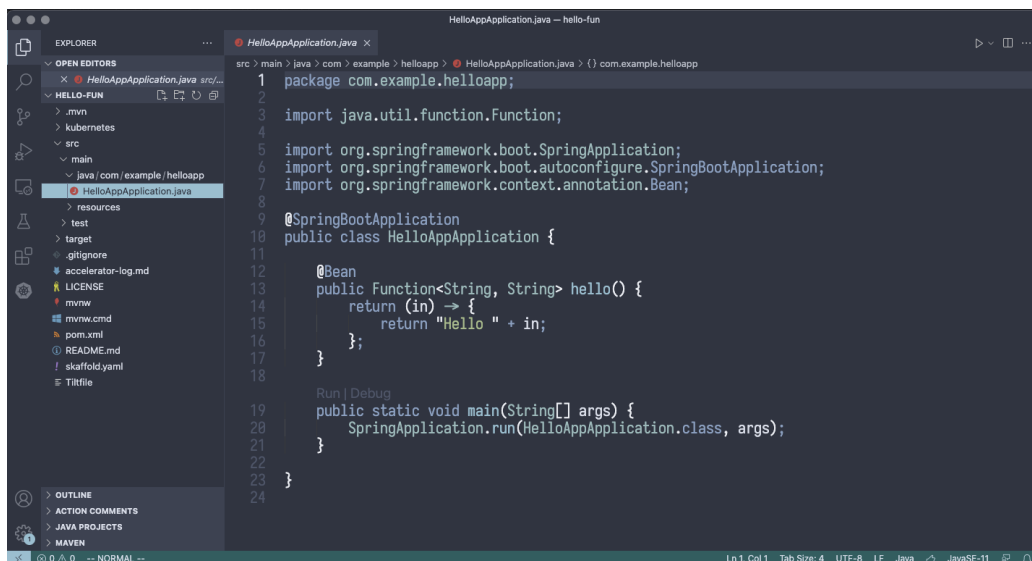 HelloAppApplication.java — hello-fun
EXPLORER ...
HelloAppApplication.java
OPEN EDITORS
HelloAppApplication.java src/...
HELLO-FUN
> .mvn
> kubernetes
src
main
java / com / example / helloapp
HelloAppApplication.java
> resources
> test
> target
.gitignore
accelerator-log.md
LICENSE
mvnw
mvnw.cmd
pom.xml
README.md
! skaffold.yaml
Tiltfile
> OUTLINE
> ACTION COMMENTS
> JAVA PROJECTS
> MAVEN
src > main > java > com > example > helloapp > HelloAppApplication.java > {} com.example.helloapp
1 package com.example.helloapp;
2
3 import java.util.function.Function;
4
5 import org.springframework.boot.SpringApplication;
6 import org.springframework.boot.autoconfigure.SpringBootApplication;
7 import org.springframework.context.annotation.Bean;
8
9 @SpringBootApplication
10 public class HelloAppApplication {
11
12 @Bean
13 public Function<String, String> hello() {
14 return (in) -> {
15 return "Hello " + in;
16 };
17 }
18
Run | Debug
19 public static void main(String[] args) {
20 SpringApplication.run(HelloAppApplication.class, args);
21 }
22
23 }
24
1
0 0 -- NORMAL --
Ln 1, Col 1 Tab Size: 4 UTF-8 LF Java JavaSE-11